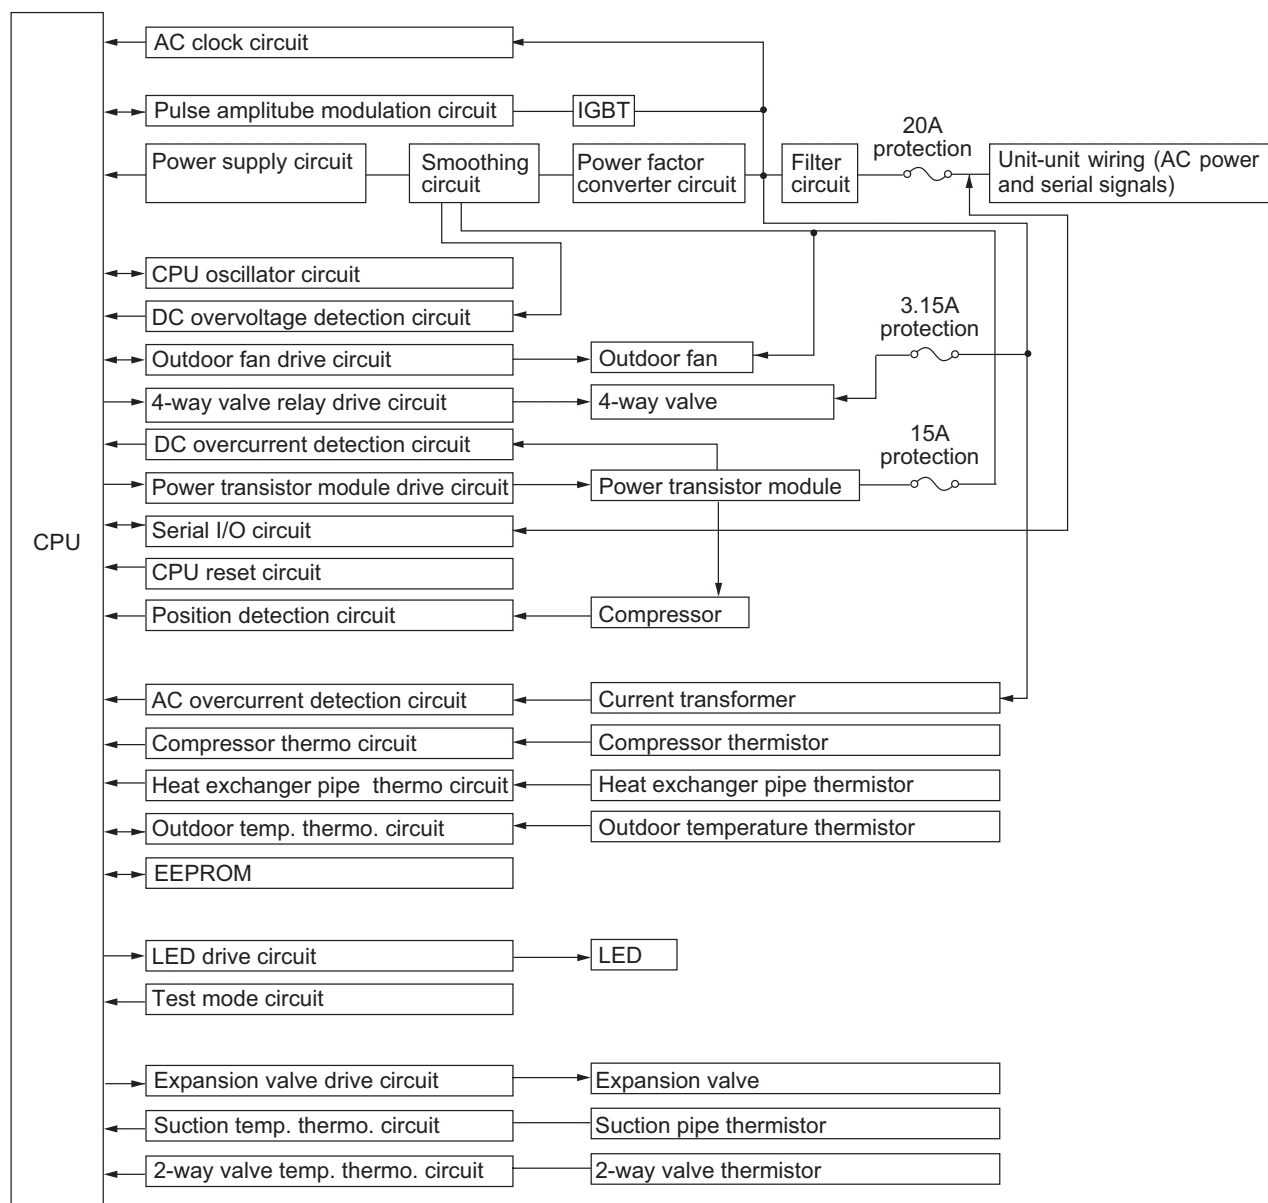 AC clock circuit
Pulse amplitube modulation circuit
IGBT
20A
protection
Power supply circuit
Smoothing
circuit
Power factor
converter circuit
Filter
circuit
Unit-unit wiring (AC power
and serial signals)
CPU oscillator circuit
DC overvoltage detection circuit
3.15A
protection
Outdoor fan drive circuit
Outdoor fan
4-way valve relay drive circuit
4-way valve
DC overcurrent detection circuit
15A
protection
Power transistor module drive circuit
Power transistor module
Serial I/O circuit
CPU
CPU reset circuit
Position detection circuit
Compressor
AC overcurrent detection circuit
Current transformer
Compressor thermo circuit
Compressor thermistor
Heat exchanger pipe thermo circuit
Heat exchanger pipe thermistor
Outdoor temp. thermo. circuit
Outdoor temperature thermistor
EEPROM
LED drive circuit
LED
Test mode circuit
Expansion valve drive circuit
Expansion valve
Suction temp. thermo. circuit
Suction pipe thermistor
2-way valve temp. thermo. circuit
2-way valve thermistor